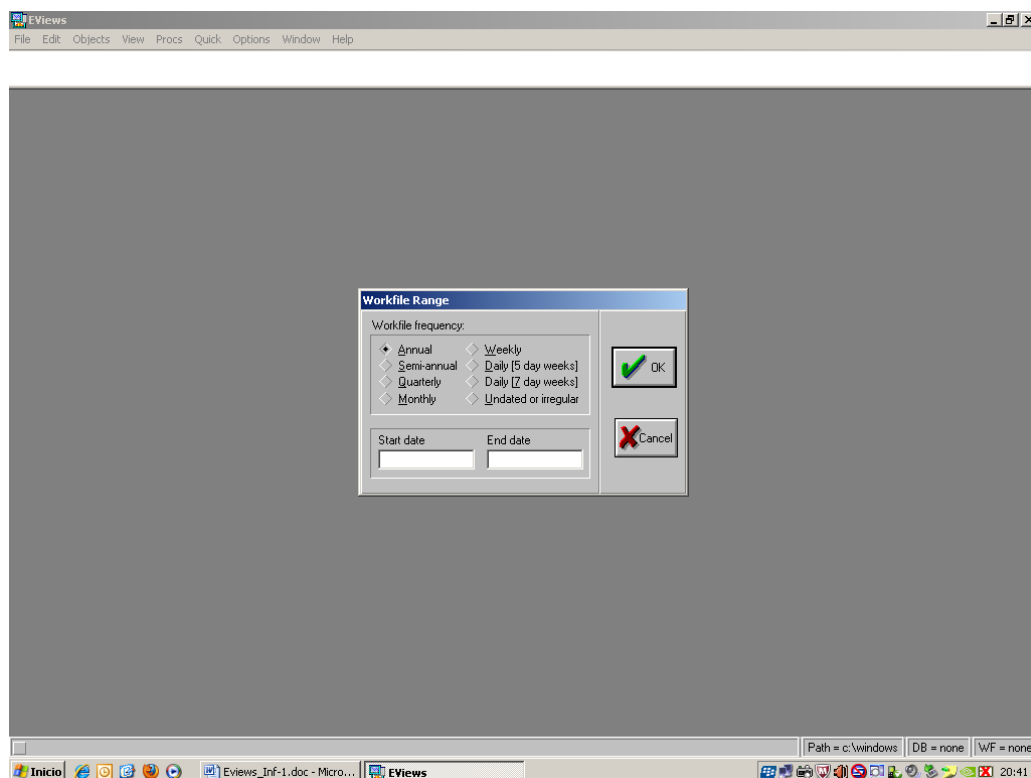 EViews
File Edit Objects View Procs Quick Options Window Help
Workfile Range
Workfile frequency:
Annual Weekly
Semi-annual Daily [5 day weeks]
Quarterly Daily [7 day weeks]
Monthly Undated or irregular
OK
Start date End date
Cancel
Path = c:\windows DB = none WF = none
Inicio Eviews_Inf-1.doc - Micro... EViews 20:41